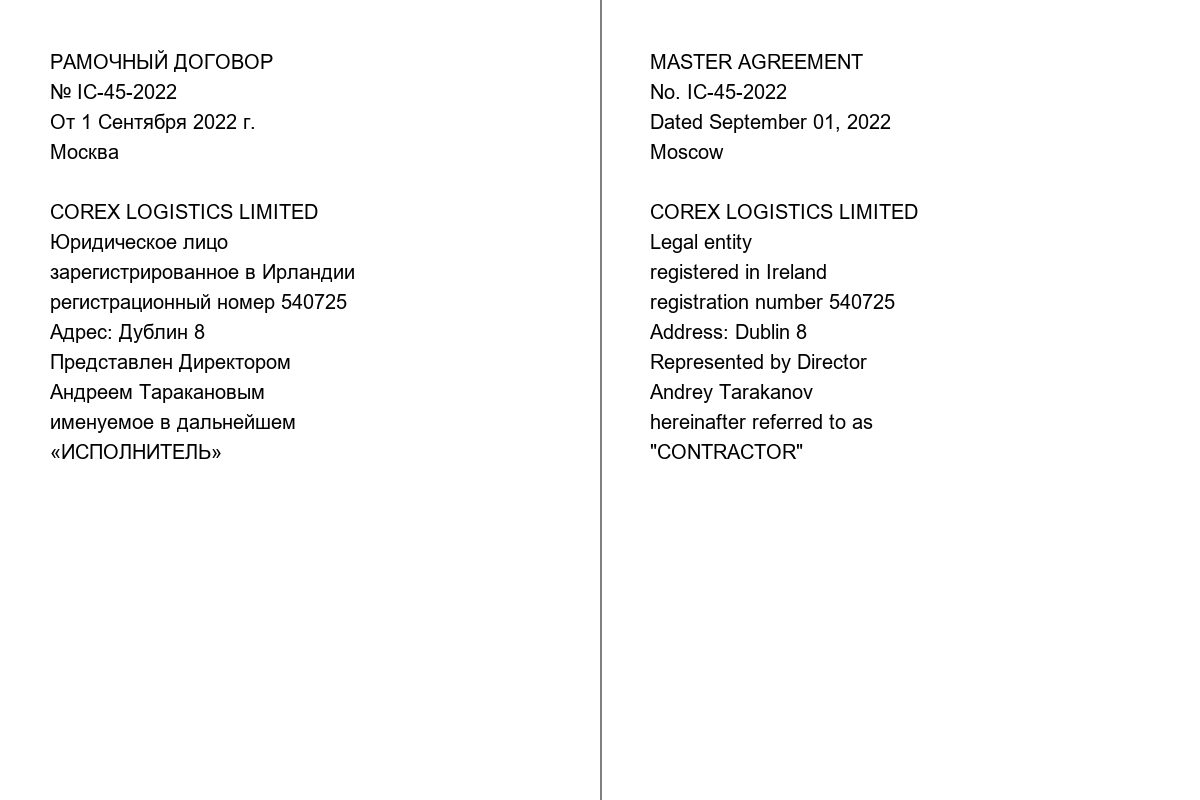 РАМОЧНЫЙ ДОГОВОР
№ IC-45-2022
От 1 Сентября 2022 г.
Москва
COREX LOGISTICS LIMITED
Юридическое лицо
зарегистрированное в Ирландии
регистрационный номер 540725
Адрес: Дублин 8
Представлен Директором
Андреем Таракановым
именуемое в дальнейшем
«ИСПОЛНИТЕЛЬ»
MASTER AGREEMENT
No. IC-45-2022
Dated September 01, 2022
Moscow
COREX LOGISTICS LIMITED
Legal entity
registered in Ireland
registration number 540725
Address: Dublin 8
Represented by Director
Andrey Tarakanov
hereinafter referred to as
"CONTRACTOR"